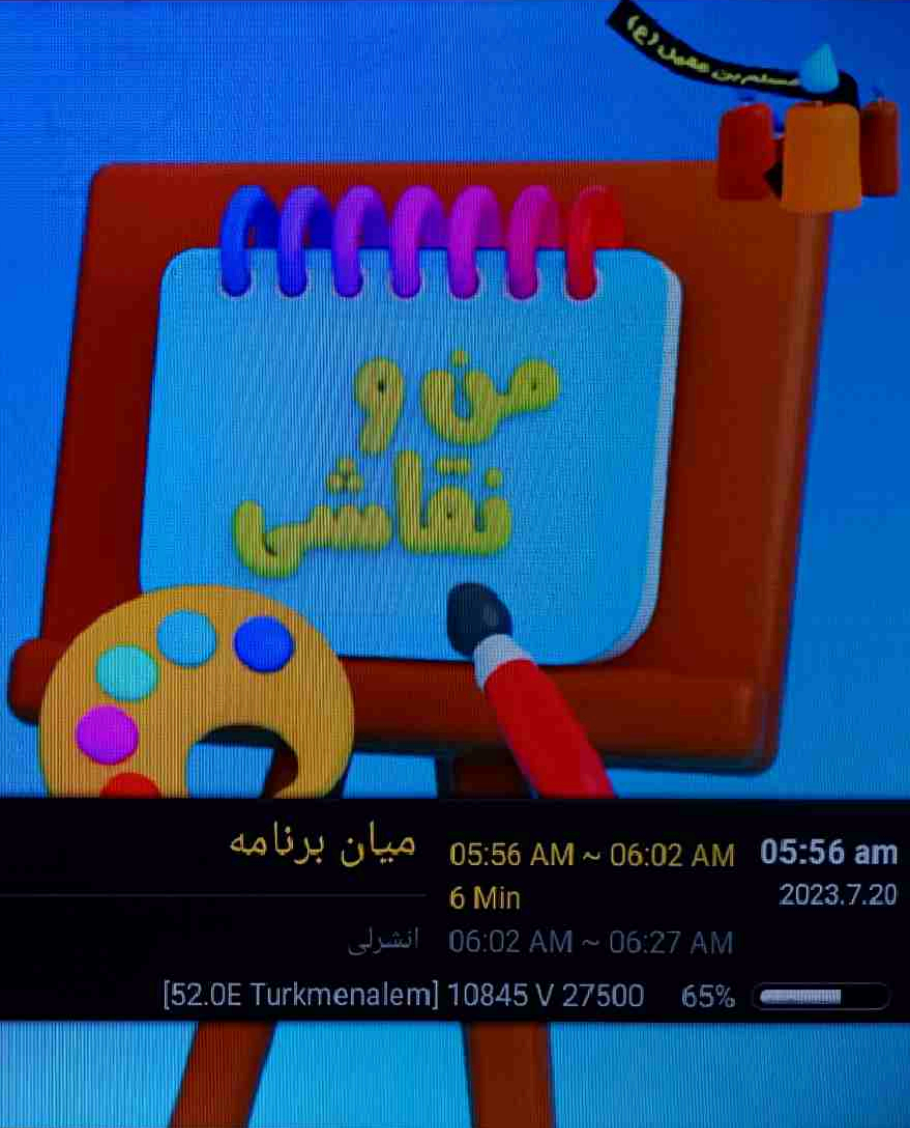 مسلم‌بن عقیل (ع)
من و
نقاشی
میان برنامه
05:56 AM ~ 06:02 AM
05:56 am
6 Min
2023.7.20
انشرلی
06:02 AM ~ 06:27 AM
[52.0E Turkmenalem] 10845 V 27500
65%